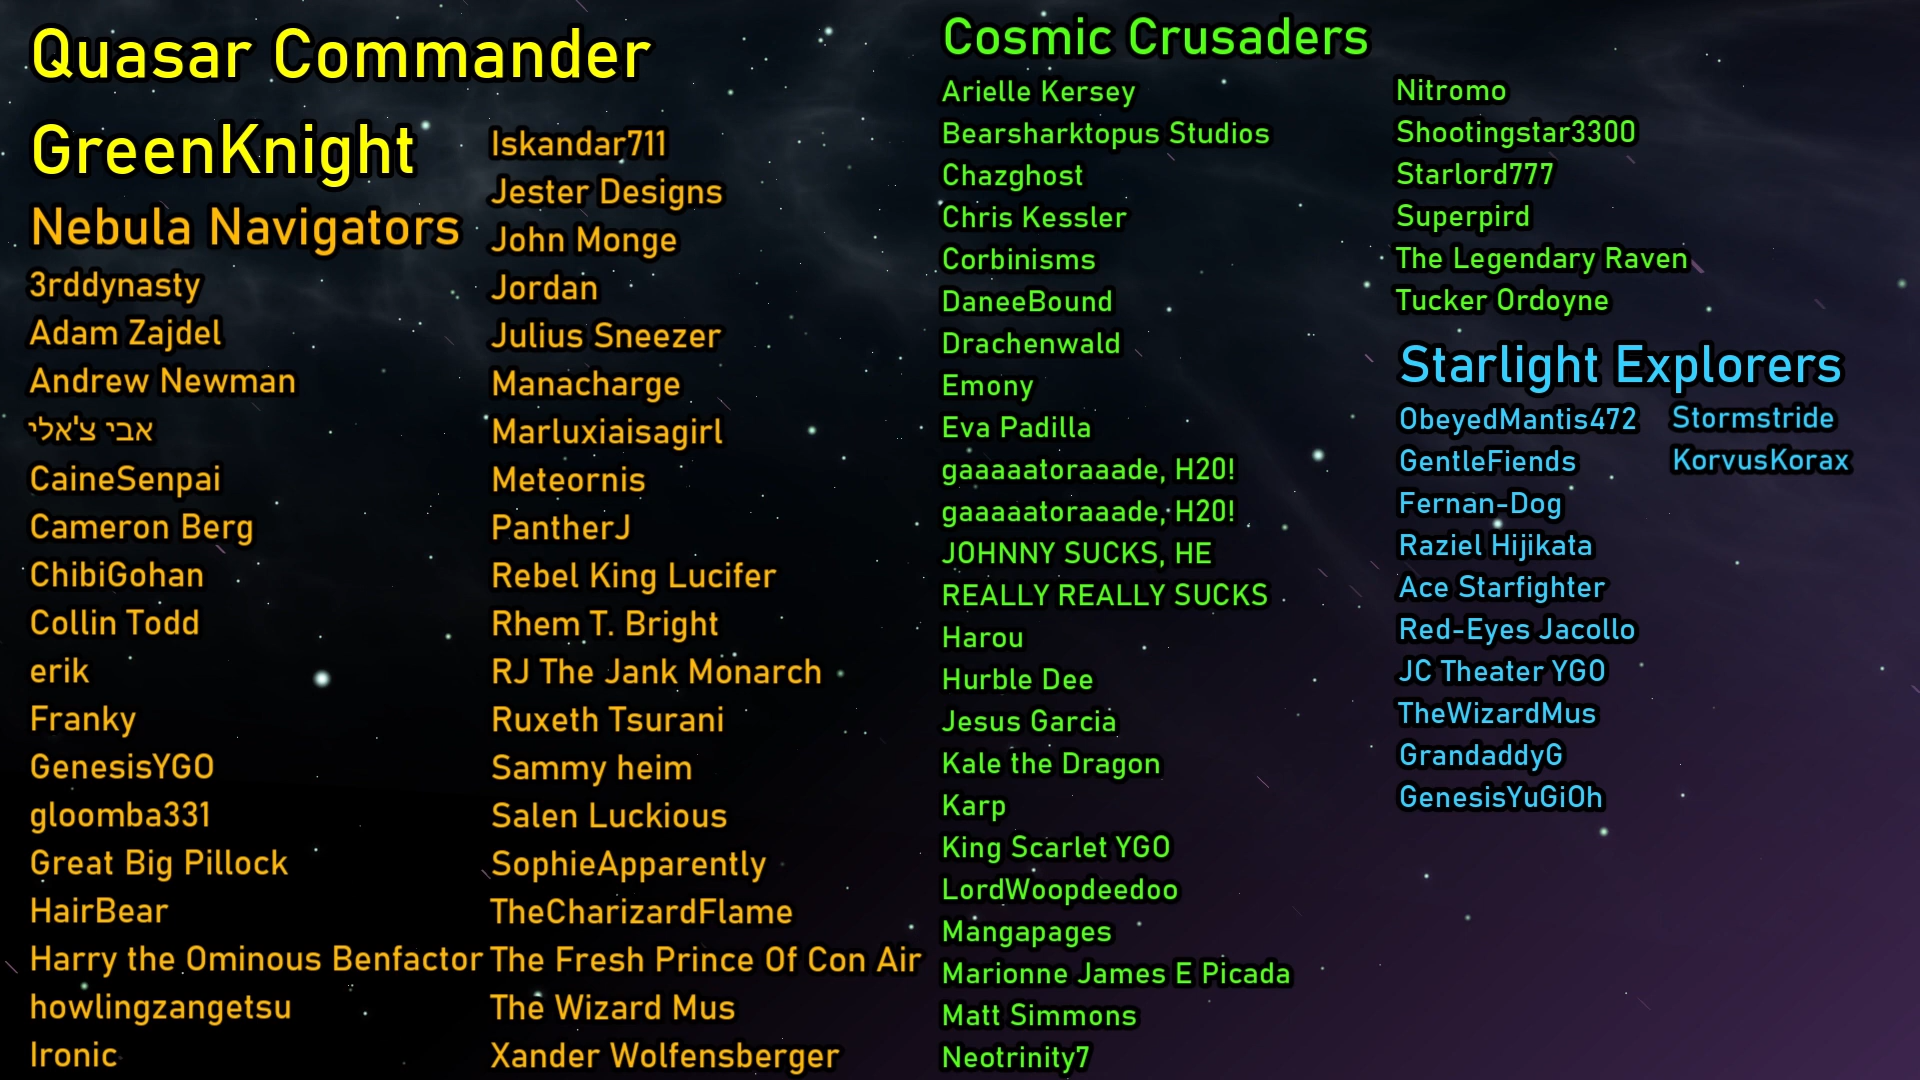 Quasar Commander
GreenKnight
Nebula Navigators
3rddynasty
Adam Zajdel
Andrew Newman
אבי צ'אלי
CaineSenpai
Cameron Berg
ChibiGohan
Collin Todd
erik
Franky
GenesisYGO
gloomba331
Great Big Pillock
HairBear
Harry the Ominous Benfactor
howlingzangetsu
Ironic
Iskandar711
Jester Designs
John Monge
Jordan
Julius Sneezer
Manacharge
Marluxiaisagirl
Meteornis
PantherJ
Rebel King Lucifer
Rhem T. Bright
RJ The Jank Monarch
Ruxeth Tsurani
Sammy heim
Salen Luckious
SophieApparently
TheCharizardFlame
The Fresh Prince Of Con Air
The Wizard Mus
Xander Wolfensberger
Cosmic Crusaders
Arielle Kersey
Bearsharktopus Studios
Chazghost
Chris Kessler
Corbinisms
DaneeBound
Drachenwald
Emony
Eva Padilla
gaaaaatoraaade, H20!
gaaaaatoraaade, H20!
JOHNNY SUCKS, HE
REALLY REALLY SUCKS
Harou
Hurble Dee
Jesus Garcia
Kale the Dragon
Karp
King Scarlet YGO
LordWoopdeedoo
Mangapages
Marionne James E Picada
Matt Simmons
Neotrinity7
Nitromo
Shootingstar3300
Starlord777
Superpird
The Legendary Raven
Tucker Ordoyne
Starlight Explorers
ObeyedMantis472
GentleFiends
Fernan-Dog
Raziel Hijikata
Ace Starfighter
Red-Eyes Jacollo
JC Theater YGO
TheWizardMus
GrandaddyG
GenesisYuGiOh
Stormstride
KorvusKorax